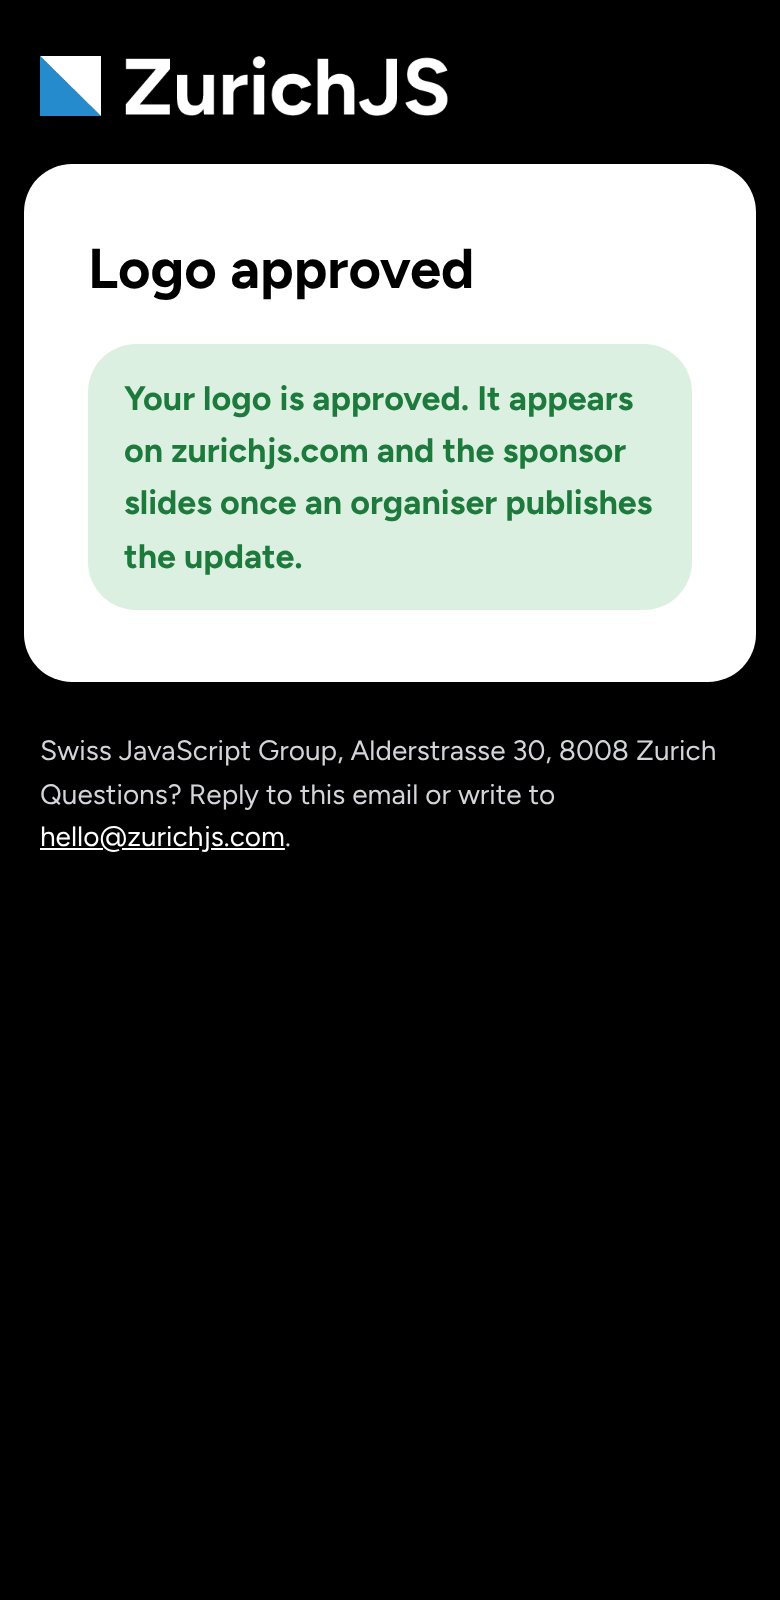 ZurichJS
Logo approved
Your logo is approved. It appears
on zurichjs.com and the sponsor
slides once an organiser publishes
the update.
Swiss JavaScript Group, Alderstrasse 30, 8008 Zurich
Questions? Reply to this email or write to
hello@zurichjs.com.